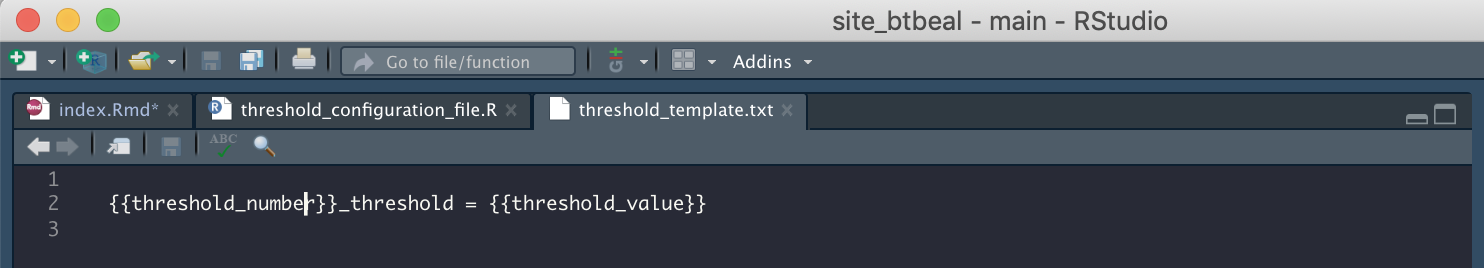 site_btbeal - main - RStudio
Go to file/function
Addins
index.Rmd* threshold_configuration_file.R threshold_template.txt
ABC
1
2 {{threshold_number}}_threshold = {{threshold_value}}
3